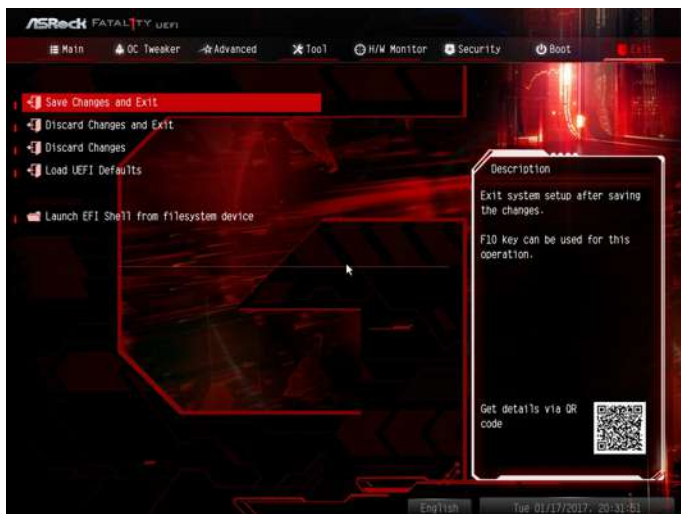 ASRock FATAL1TY UEFI
Main OC Tweaker Advanced Tool H/W Monitor Security Boot Exit
Save Changes and Exit
Discard Changes and Exit
Discard Changes
Load UEFI Defaults
Launch EFI Shell from filesystem device
Description
Exit system setup after saving
the changes.
F10 key can be used for this
operation.
Get details via QR
code
English Tue 01/17/2017, 20:31:51